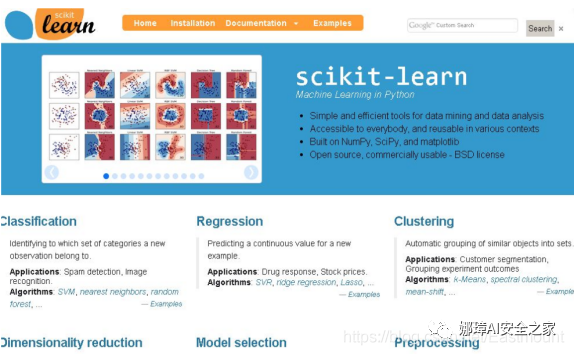 scikit
learn
Home Installation Documentation Examples
Google Custom Search
Search ×
scikit-learn
Machine Learning in Python
• Simple and efficient tools for data mining and data analysis
• Accessible to everybody, and reusable in various contexts
• Built on NumPy, SciPy, and matplotlib
• Open source, commercially usable - BSD license
Classification
Identifying to which set of categories a new
observation belong to.
Applications: Spam detection, Image
recognition.
Algorithms: SVM, nearest neighbors, random
forest, ...
— Examples
Regression
Predicting a continuous value for a new
example.
Applications: Drug response, Stock prices.
Algorithms: SVR, ridge regression, Lasso, ...
— Examples
Clustering
Automatic grouping of similar objects into sets.
Applications: Customer segmentation,
Grouping experiment outcomes
Algorithms: k-Means, spectral clustering,
mean-shift, ...
— Example
Dimensionality reduction
Model selection
Preprocessing
https://blog.
Eastmount
娜璋AI安全之家